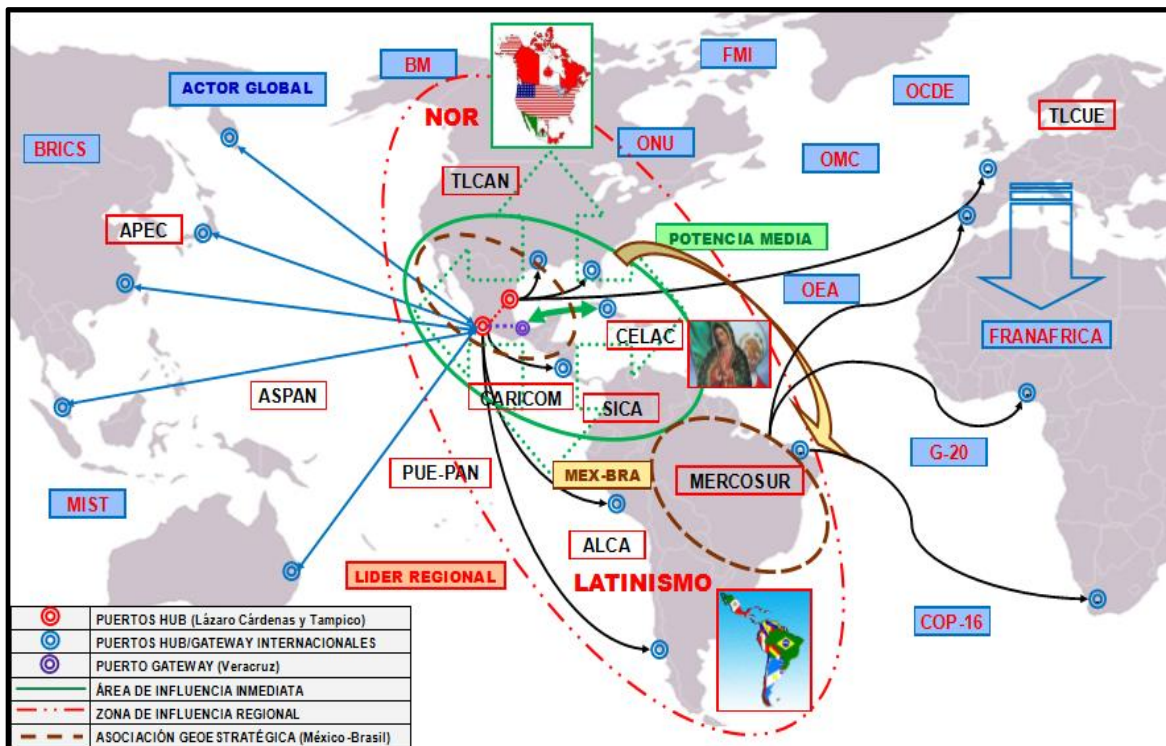 BM
FMI
ACTOR GLOBAL
OCDE
TLCUE
NOR
BRICS
ONU
OMC
TLCAN
APEC
POTENCIA MEDIA
OEA
CELAC
FRANAFRICA
ASPAN
CARICOM
SICA
G-20
PUE-PAN
MEX-BRA
MERCOSUR
MIST
ALCA
LIDER REGIONAL
LATINISMO
COP-16
PUERTOS HUB (Lázaro Cárdenas y Tampico)
PUERTOS HUB/GATEWAY INTERNACIONALES
PUERTO GATEWAY (Veracruz)
ÁREA DE INFLUENCIA INMEDIATA
ZONA DE INFLUENCIA REGIONAL
ASOCIACIÓN GEOESTRATÉGICA (México-Brasil)